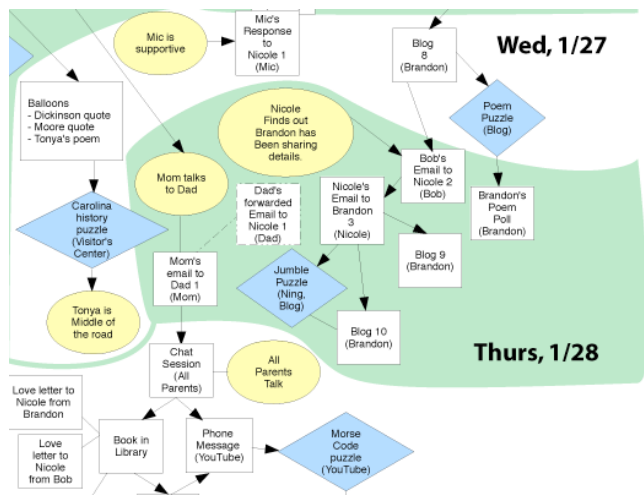 Mic is
supportive
Mic's
Response
to
Nicole 1
(Mic)
Blog
8
(Brandon)
Wed, 1/27
Balloons
- Dickinson quote
- Moore quote
- Tonya's poem
Nicole
Finds out
Brandon has
Been sharing
details.
Poem
Puzzle
(Blog)
Mom talks
to Dad
Bob's
Email to
Nicole 2
(Bob)
Dad's
forwarded
Email to
Nicole 1
(Dad)
Nicole's
Email to
Brandon
3
(Nicole)
Brandon's
Poem
Poll
(Brandon)
Carolina
history
puzzle
(Visitor's
Center)
Blog 9
(Brandon)
Mom's
email to
Dad 1
(Mom)
Jumble
Puzzle
(Ning,
Blog)
Tonya is
Middle of
the road
Blog 10
(Brandon)
Thurs, 1/28
Chat
Session
(All
Parents)
All
Parents
Talk
Love letter to
Nicole from
Brandon
Love
letter to
Nicole
from Bob
Book in
Library
Phone
Message
(YouTube)
Morse
Code
puzzle
(YouTube)